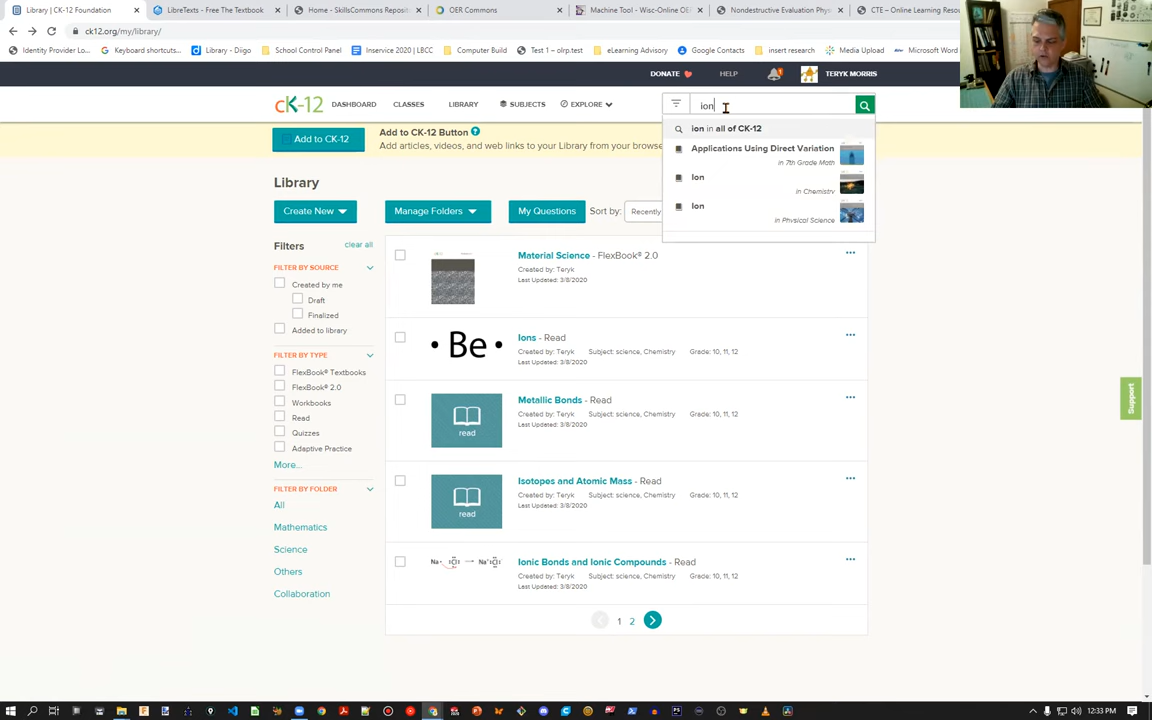 Library | CK-12 Foundation
LibreTexts - Free The Textbook
Home - SkillsCommons Reposit
OER Commons
Machine Tool - Wisc-Online OE
Nondestructive Evaluation Phys
CTE – Online Learning Resou
ck12.org/my/library/
Identity Provider Lo...
Keyboard shortcuts...
Library - Diigo
School Control Panel
Inservice 2020 | LBCC
Computer Build
Test 1 – olrp.test
eLearning Advisory
Google Contacts
insert research
Media Upload
Microsoft Word
DONATE
HELP
TERYK MORRIS
cK-12
DASHBOARD
CLASSES
LIBRARY
SUBJECTS
EXPLORE
ion
Add to CK-12
Add to CK-12 Button
Add articles, videos, and web links to your Library from your browse
ion in all of CK-12
Applications Using Direct Variation
in 7th Grade Math
Ion
in Chemistry
Ion
in Physical Science
Library
Create New
Manage Folders
My Questions
Sort by:
Recently
Filters
clear all
FILTER BY SOURCE
Created by me
Draft
Finalized
Added to library
FILTER BY TYPE
FlexBook® Textbooks
FlexBook® 2.0
Workbooks
Read
Quizzes
Adaptive Practice
More...
FILTER BY FOLDER
All
Mathematics
Science
Others
Collaboration
Material Science - FlexBook® 2.0
Created by: Teryk
Last Updated: 3/8/2020
• Be •
Ions - Read
Created by: Teryk Subject: science, Chemistry Grade: 10, 11, 12
Last Updated: 3/8/2020
read
Metallic Bonds - Read
Created by: Teryk Subject: science, Chemistry Grade: 10, 11, 12
Last Updated: 3/8/2020
read
Isotopes and Atomic Mass - Read
Created by: Teryk Subject: science, Chemistry Grade: 10, 11, 12
Last Updated: 3/8/2020
Ionic Bonds and Ionic Compounds - Read
Created by: Teryk Subject: science, Chemistry Grade: 10, 11, 12
Last Updated: 3/8/2020
1 2
Support
12:33 PM